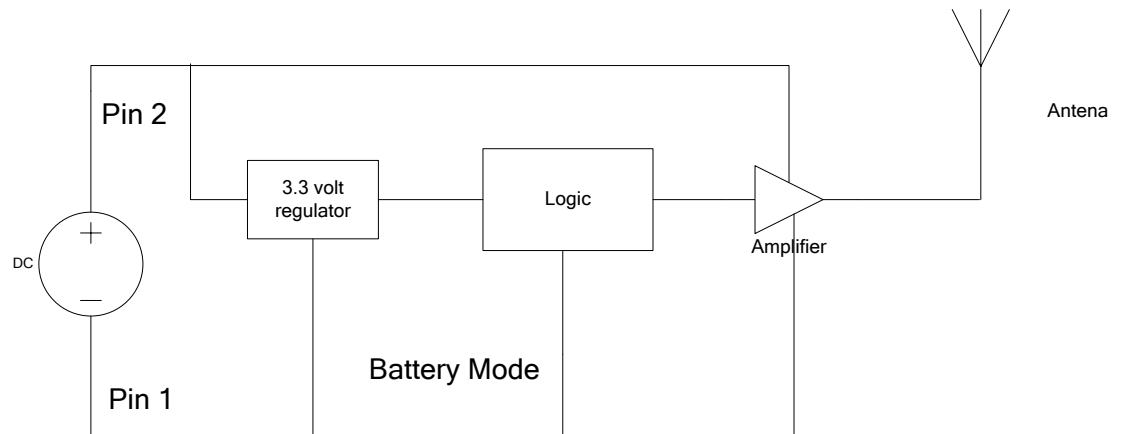 Pin 2
Antena
3.3 volt
regulator
Logic
Amplifier
DC
Battery Mode
Pin 1